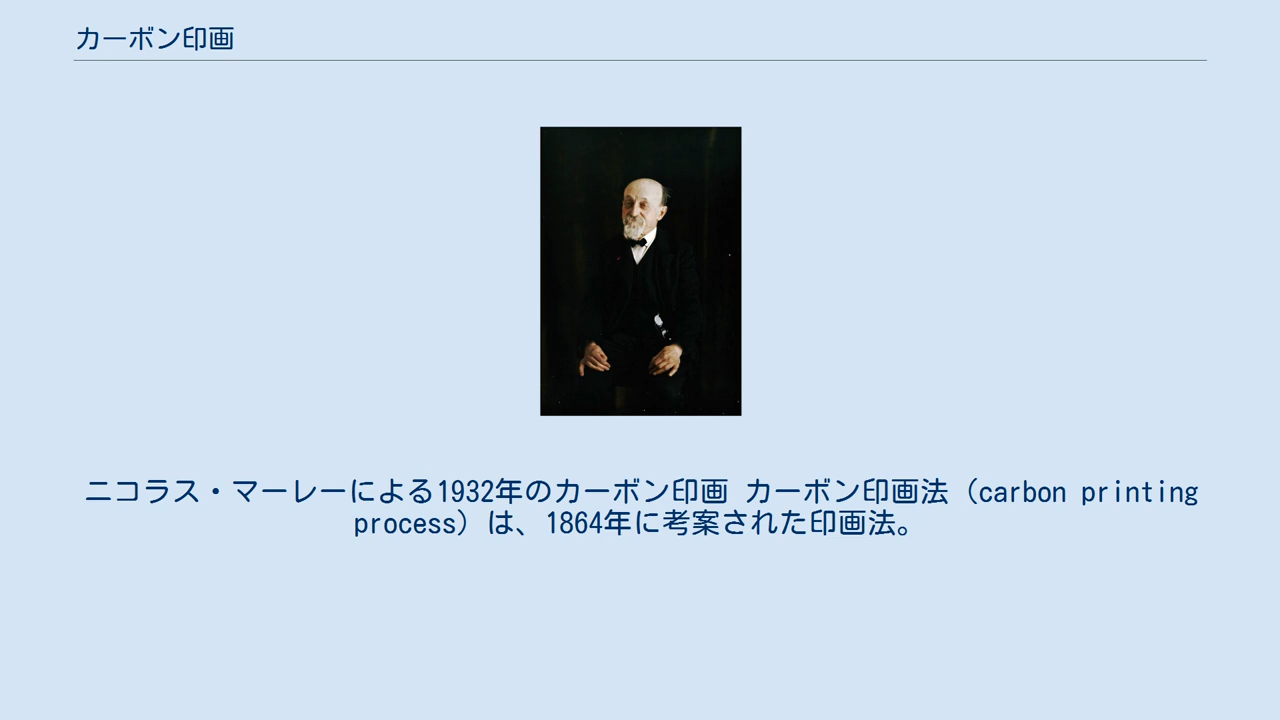 カーボン印画
ニコラス・マーレーによる1932年のカーボン印画 カーボン印画法（carbon printing
process）は、1864年に考案された印画法。